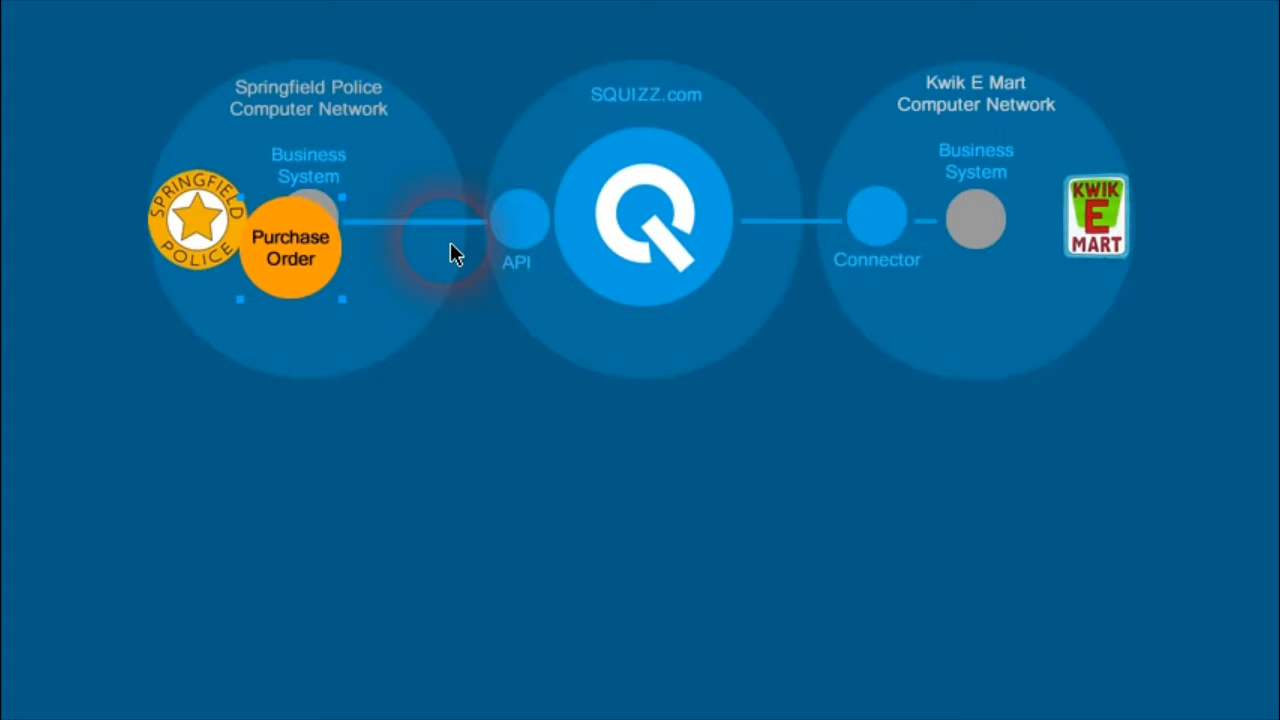 Springfield Police
Computer Network
Business
System
SPRINGFIELD
POLICE
Purchase
Order
SQUIZZ.com
API
Kwik E Mart
Computer Network
Business
System
Connector
KWIK
E
MART